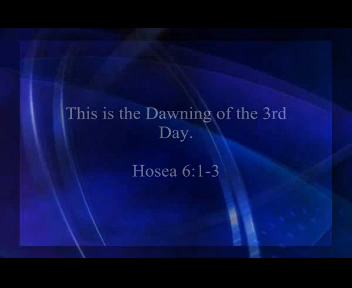 This is the Dawning of the 3rd
Day.
Hosea 6:1-3